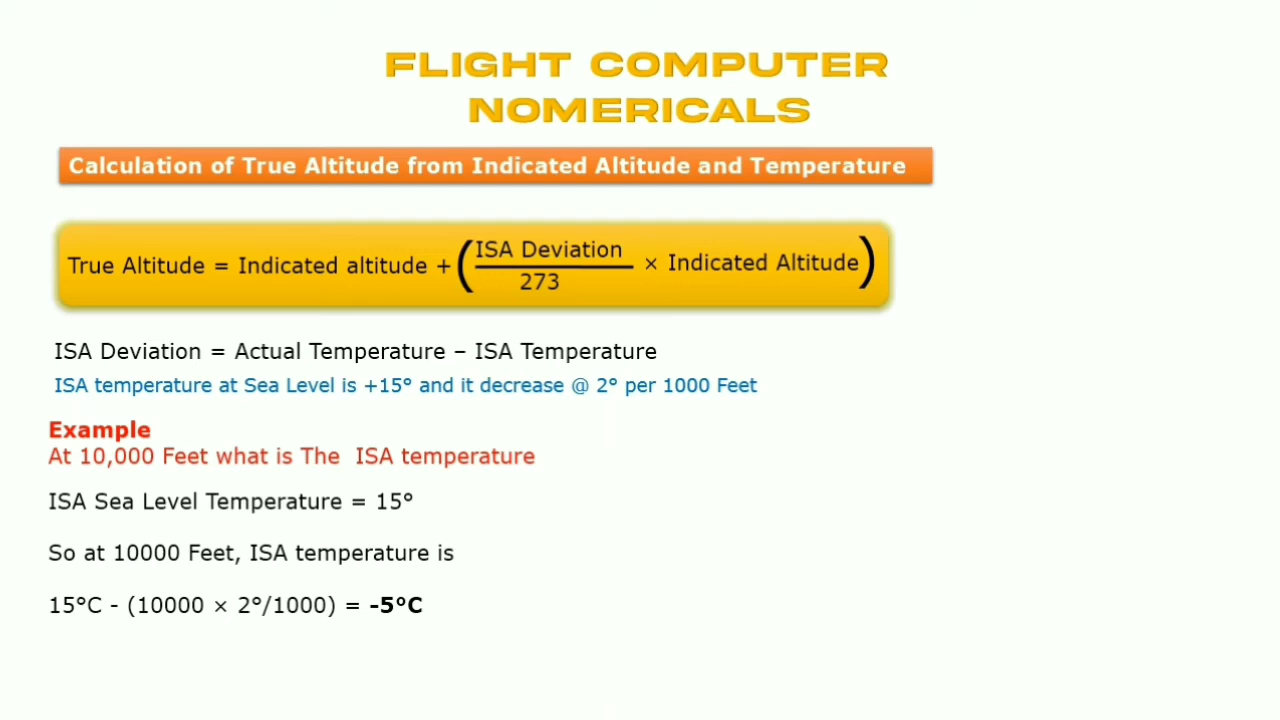 FLIGHT COMPUTER
NOMERICALS
Calculation of True Altitude from Indicated Altitude and Temperature
True Altitude = Indicated altitude + (ISA Deviation / 273 × Indicated Altitude)
ISA Deviation = Actual Temperature – ISA Temperature
ISA temperature at Sea Level is +15° and it decrease @ 2° per 1000 Feet
Example
At 10,000 Feet what is The ISA temperature
ISA Sea Level Temperature = 15°
So at 10000 Feet, ISA temperature is
15°C - (10000 × 2°/1000) = -5°C